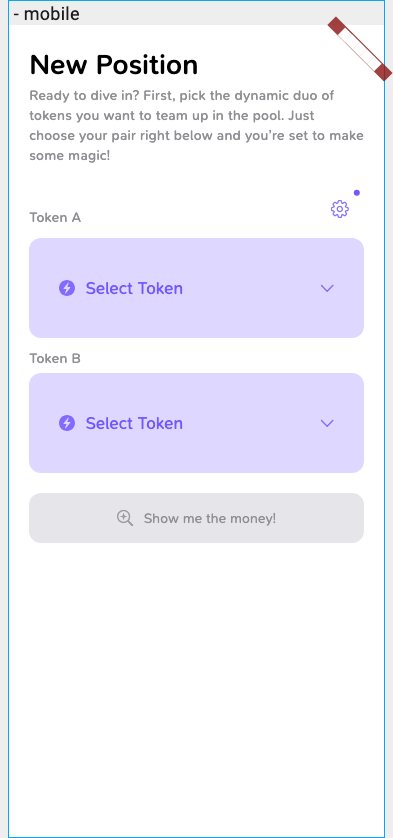 - mobile
New Position
Ready to dive in? First, pick the dynamic duo of
tokens you want to team up in the pool. Just
choose your pair right below and you're set to make
some magic!
Token A
Select Token
Token B
Select Token
Show me the money!